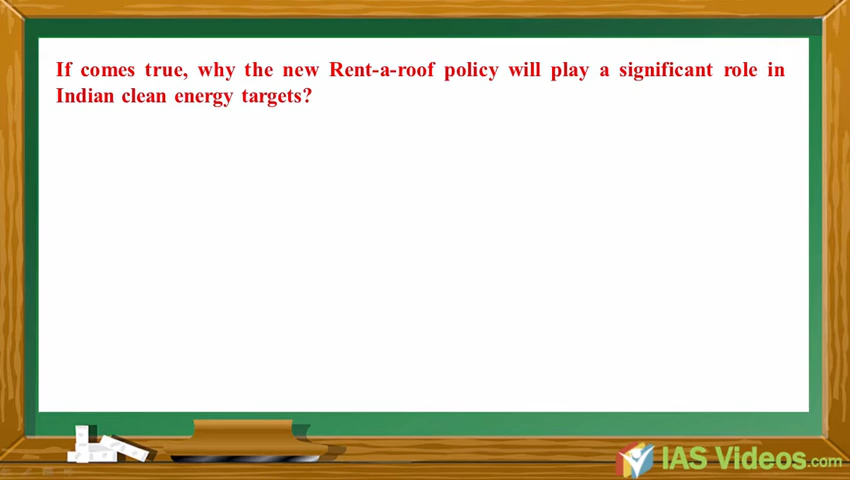 If comes true, why the new Rent-a-roof policy will play a significant role in
Indian clean energy targets?
IAS Videos.com